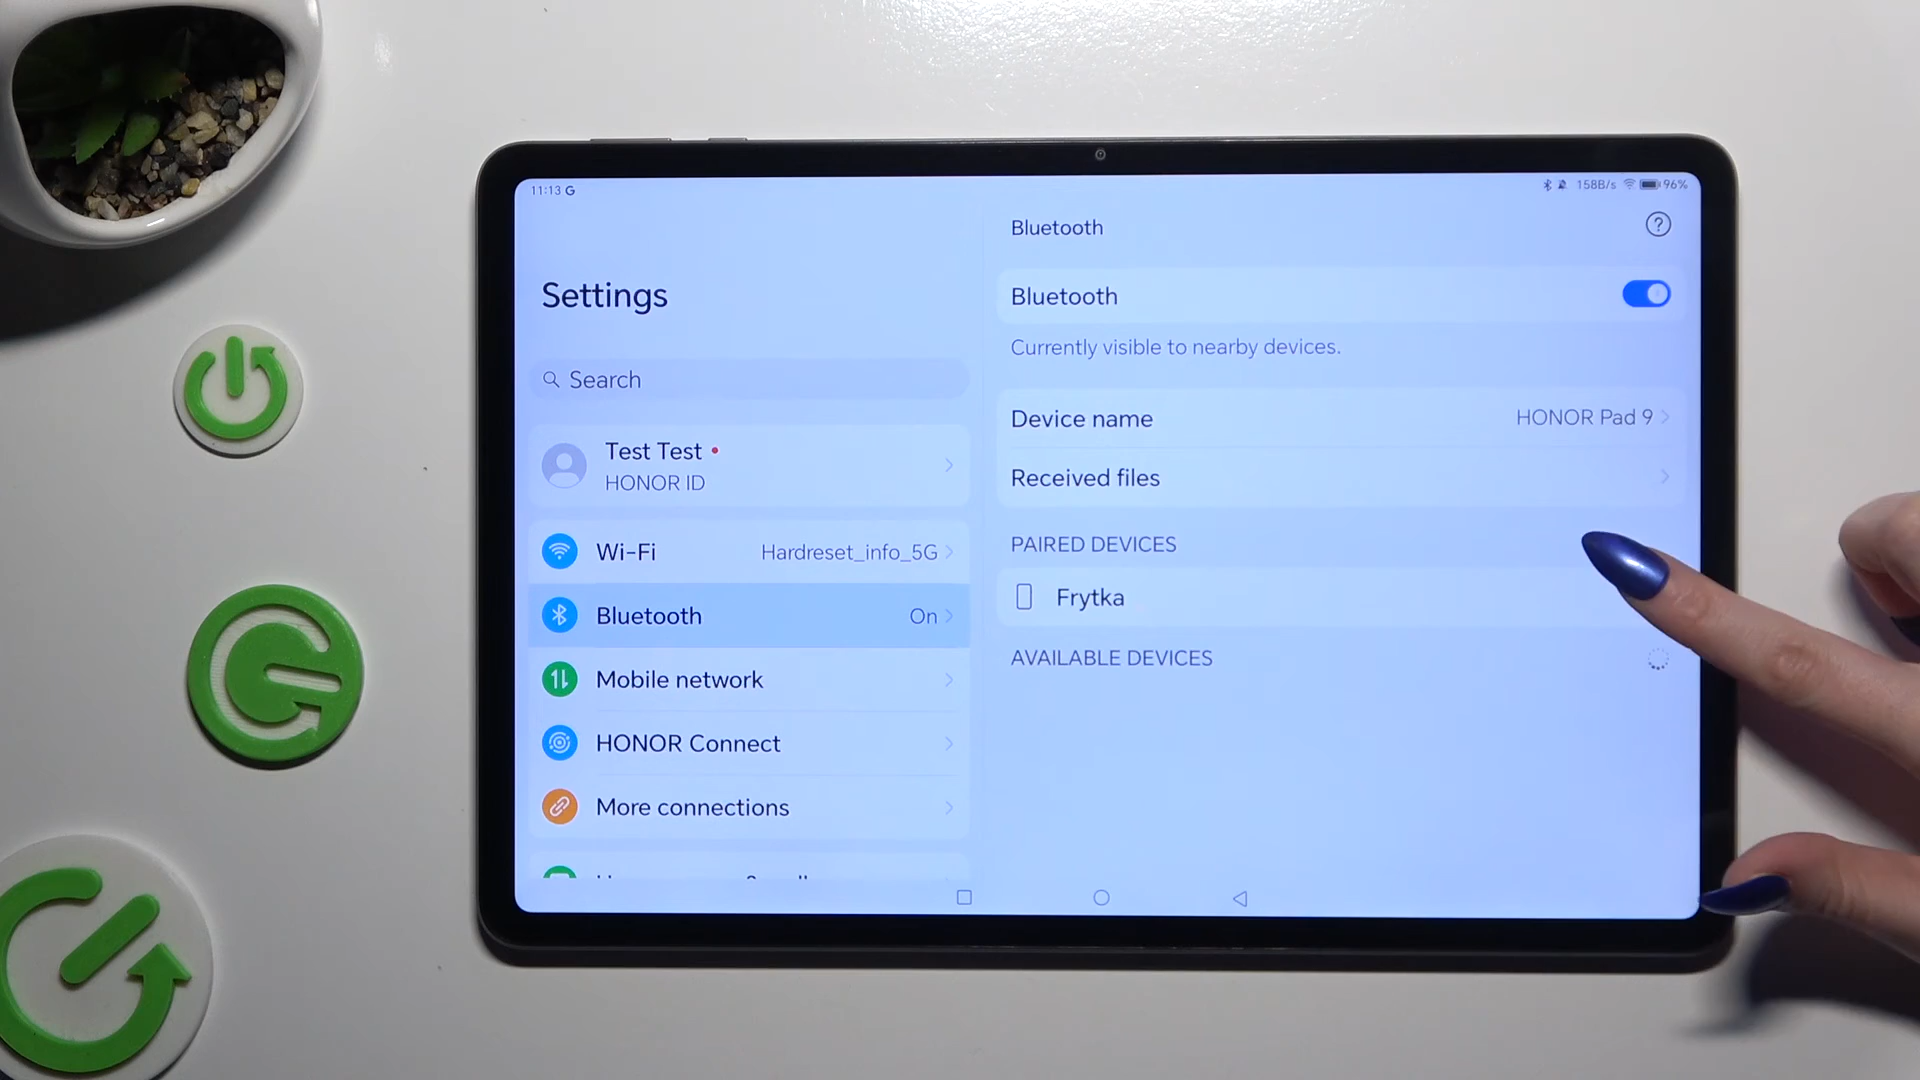 11:13 G
158B/s 96%
Settings
Search
Test Test
HONOR ID
Wi-Fi Hardreset_info_5G
Bluetooth On
Mobile network
HONOR Connect
More connections
Bluetooth
Bluetooth
Currently visible to nearby devices.
Device name HONOR Pad 9
Received files
PAIRED DEVICES
Frytka
AVAILABLE DEVICES